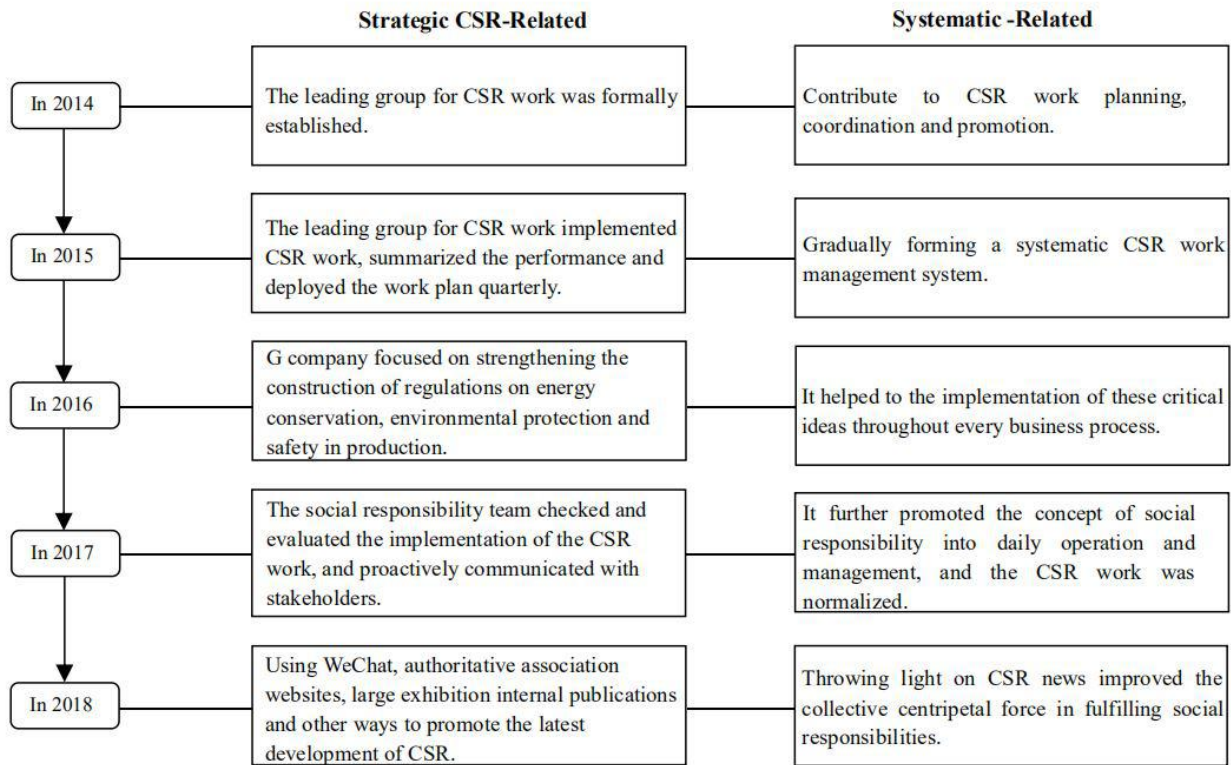 Strategic CSR-Related
Systematic -Related
In 2014
The leading group for CSR work was formally
established.
Contribute to CSR work planning,
coordination and promotion.
In 2015
The leading group for CSR work implemented
CSR work, summarized the performance and
deployed the work plan quarterly.
Gradually forming a systematic CSR work
management system.
In 2016
G company focused on strengthening the
construction of regulations on energy
conservation, environmental protection and
safety in production.
It helped to the implementation of these critical
ideas throughout every business process.
In 2017
The social responsibility team checked and
evaluated the implementation of the CSR
work, and proactively communicated with
stakeholders.
It further promoted the concept of social
responsibility into daily operation and
management, and the CSR work was
normalized.
In 2018
Using WeChat, authoritative association
websites, large exhibition internal publications
and other ways to promote the latest
development of CSR.
Throwing light on CSR news improved the
collective centripetal force in fulfilling social
responsibilities.